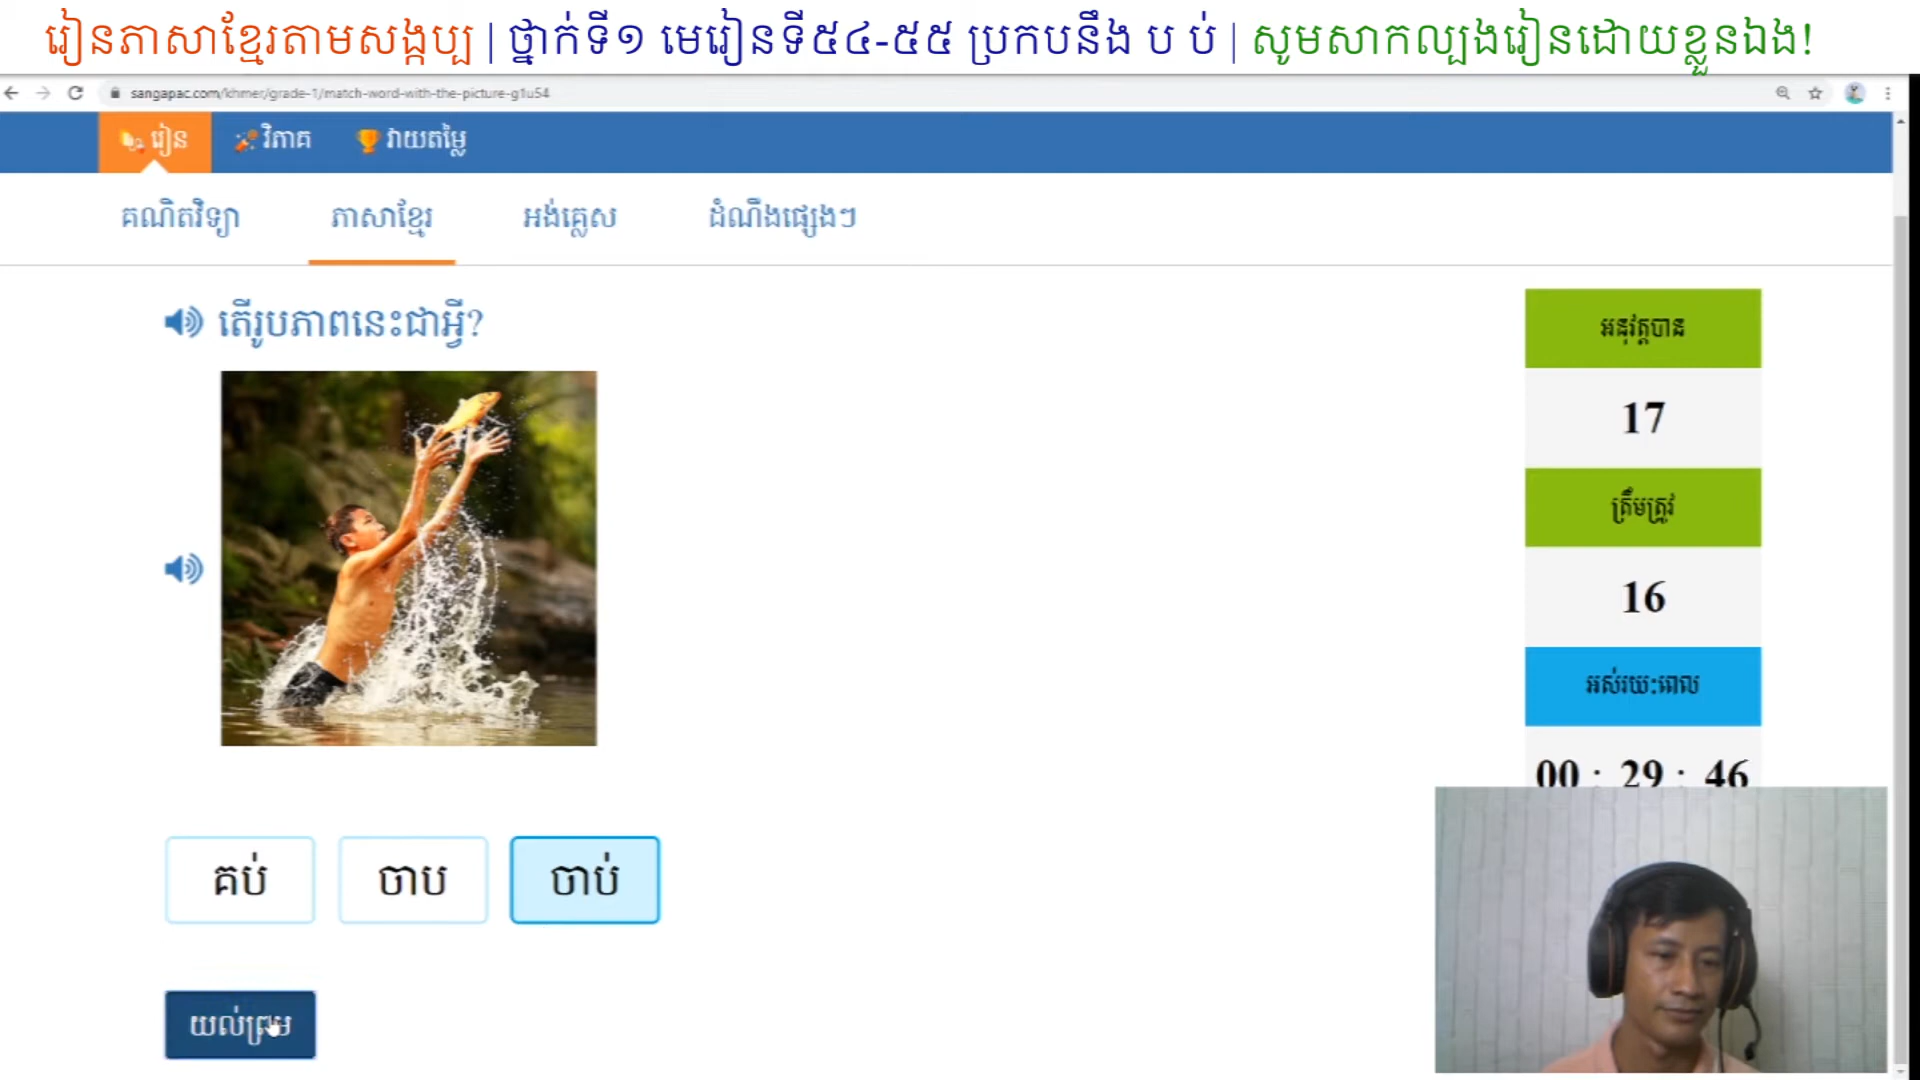 រៀនភាសាខ្មែរតាមសង្កប្ប | ថ្នាក់ទី១ មេរៀនទី៥៤-៥៥ ប្រកបនឹង ប ប់ | សូមសាកល្បងរៀនដោយខ្លួនឯង!
sangapac.com/khmer/grade-1/match-word-with-the-picture-g1u54
រៀន វិភាគ វាយតម្លៃ
គណិតវិទ្យា ភាសាខ្មែរ អង់គ្លេស ដំណឹងផ្សេងៗ
តើរូបភាពនេះជាអ្វី?
អនុវត្តបាន
17
ត្រឹមត្រូវ
16
អស់រយៈពេល
00 : 29 : 46
គប់ ចាប ចាប់
យល់ព្រម